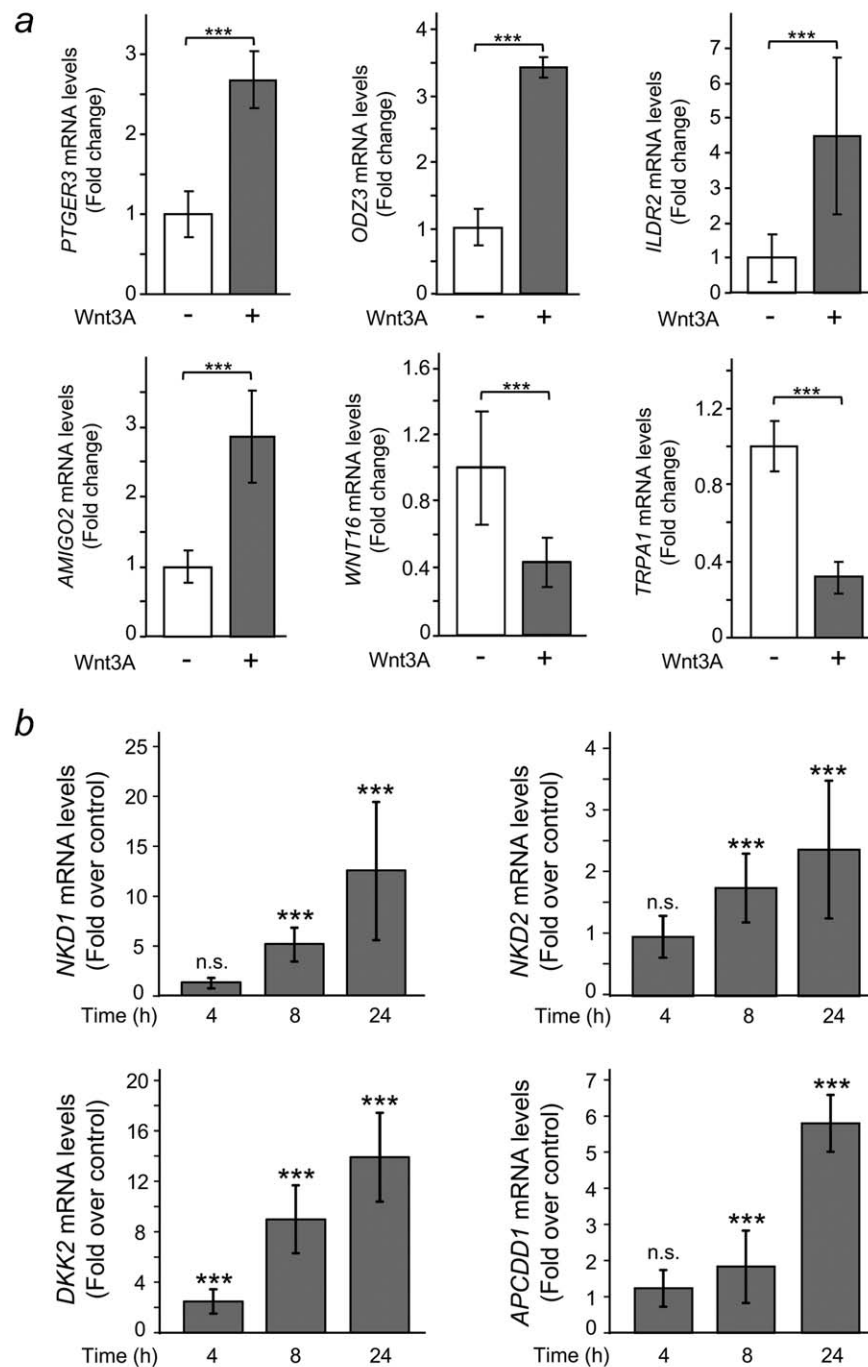 a
PTGER3 mRNA levels
(Fold change)
3
2
1
0
***
Wnt3A - +
ODZ3 mRNA levels
(Fold change)
4
3
2
1
0
***
- +
ILDR2 mRNA levels
(Fold change)
7
6
5
4
3
2
1
0
***
- +
AMIGO2 mRNA levels
(Fold change)
3
2
1
0
***
Wnt3A - +
WNT16 mRNA levels
(Fold change)
1.6
1.2
0.8
0.4
0
***
Wnt3A - +
TRPA1 mRNA levels
(Fold change)
1.2
0.8
0.4
0
***
Wnt3A - +
b
NKD1 mRNA levels
(Fold over control)
25
20
15
10
5
0
n.s. *** ***
Time (h) 4 8 24
NKD2 mRNA levels
(Fold over control)
4
3
2
1
0
n.s. *** ***
Time (h) 4 8 24
DKK2 mRNA levels
(Fold over control)
20
16
12
8
4
0
*** *** ***
Time (h) 4 8 24
APCDD1 mRNA levels
(Fold over control)
7
6
5
4
3
2
1
0
n.s. *** ***
Time (h) 4 8 24